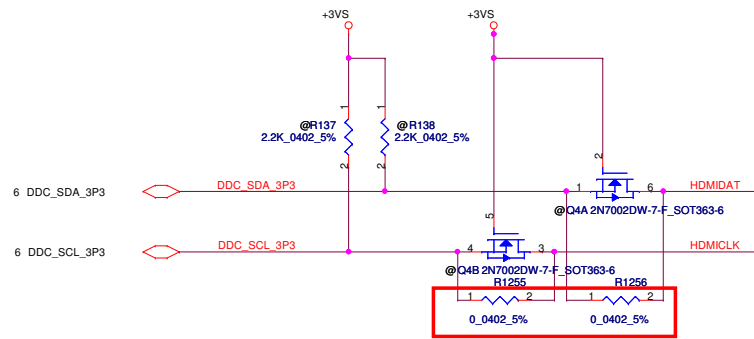 +3VS
+3VS
1
1
@R137
@R138
2.2K_0402_5%
2.2K_0402_5%
2
2
2
6 DDC_SDA_3P3
DDC_SDA_3P3
1
6
HDMIDAT
@Q4A 2N7002DW-7-F_SOT363-6
5
6 DDC_SCL_3P3
DDC_SCL_3P3
4
3
HDMICLK
@Q4B 2N7002DW-7-F_SOT363-6
R1255
R1256
1
2
1
2
0_0402_5%
0_0402_5%